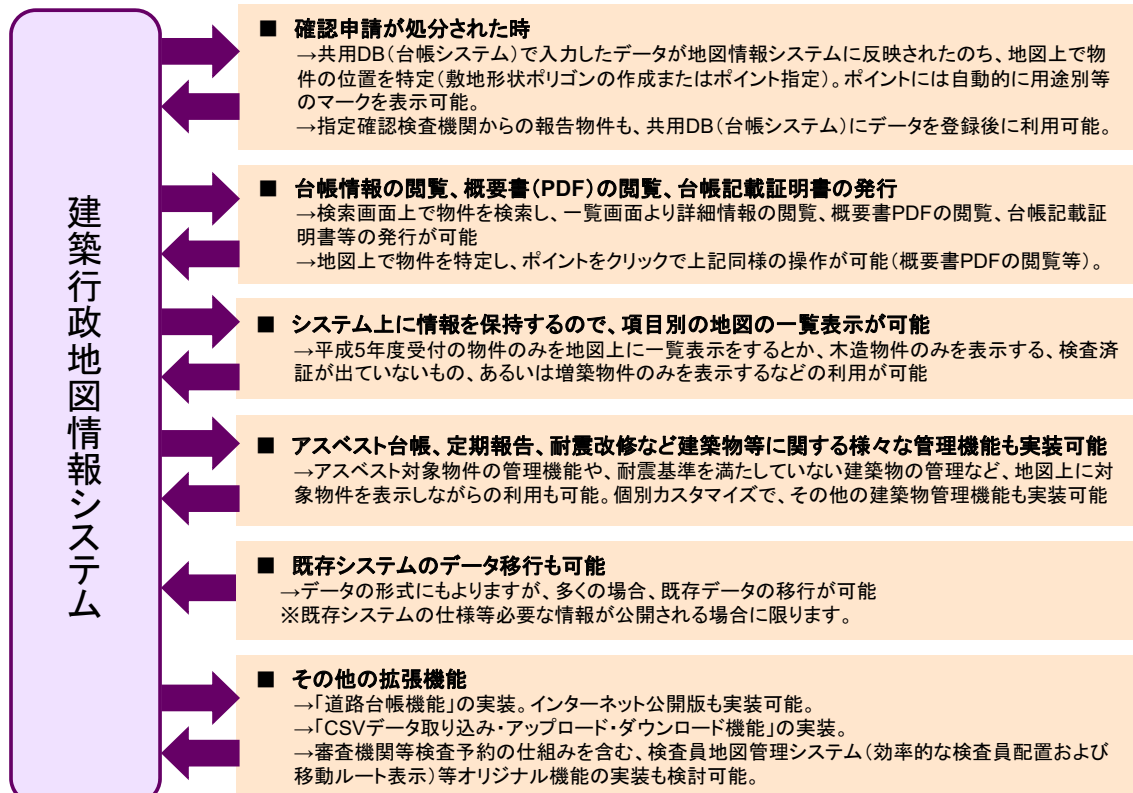 建築行政地図情報システム
■ 確認申請が処分された時
→共用DB(台帳システム)で入力したデータが地図情報システムに反映されたのち、地図上で物
件の位置を特定(敷地形状ポリゴンの作成またはポイント指定)。ポイントには自動的に用途別等
のマークを表示可能。
→指定確認検査機関からの報告物件も、共用DB(台帳システム)にデータを登録後に利用可能。
■ 台帳情報の閲覧、概要書(PDF)の閲覧、台帳記載証明書の発行
→検索画面上で物件を検索し、一覧画面より詳細情報の閲覧、概要書PDFの閲覧、台帳記載証
明書等の発行が可能
→地図上で物件を特定し、ポイントをクリックで上記同様の操作が可能(概要書PDFの閲覧等)。
■ システム上に情報を保持するので、項目別の地図の一覧表示が可能
→平成5年度受付の物件のみを地図上に一覧表示をするとか、木造物件のみを表示する、検査済
証が出ていないもの、あるいは増築物件のみを表示するなどの利用が可能
■ アスベスト台帳、定期報告、耐震改修など建築物等に関する様々な管理機能も実装可能
→アスベスト対象物件の管理機能や、耐震基準を満たしていない建築物の管理など、地図上に対
象物件を表示しながらの利用も可能。個別カスタマイズで、その他の建築物管理機能も実装可能
■ 既存システムのデータ移行も可能
→データの形式にもよりますが、多くの場合、既存データの移行が可能
※既存システムの仕様等必要な情報が公開される場合に限ります。
■ その他の拡張機能
→「道路台帳機能」の実装。インターネット公開版も実装可能。
→「CSVデータ取り込み・アップロード・ダウンロード機能」の実装。
→審査機関等検査予約の仕組みを含む、検査員地図管理システム(効率的な検査員配置および
移動ルート表示)等オリジナル機能の実装も検討可能。